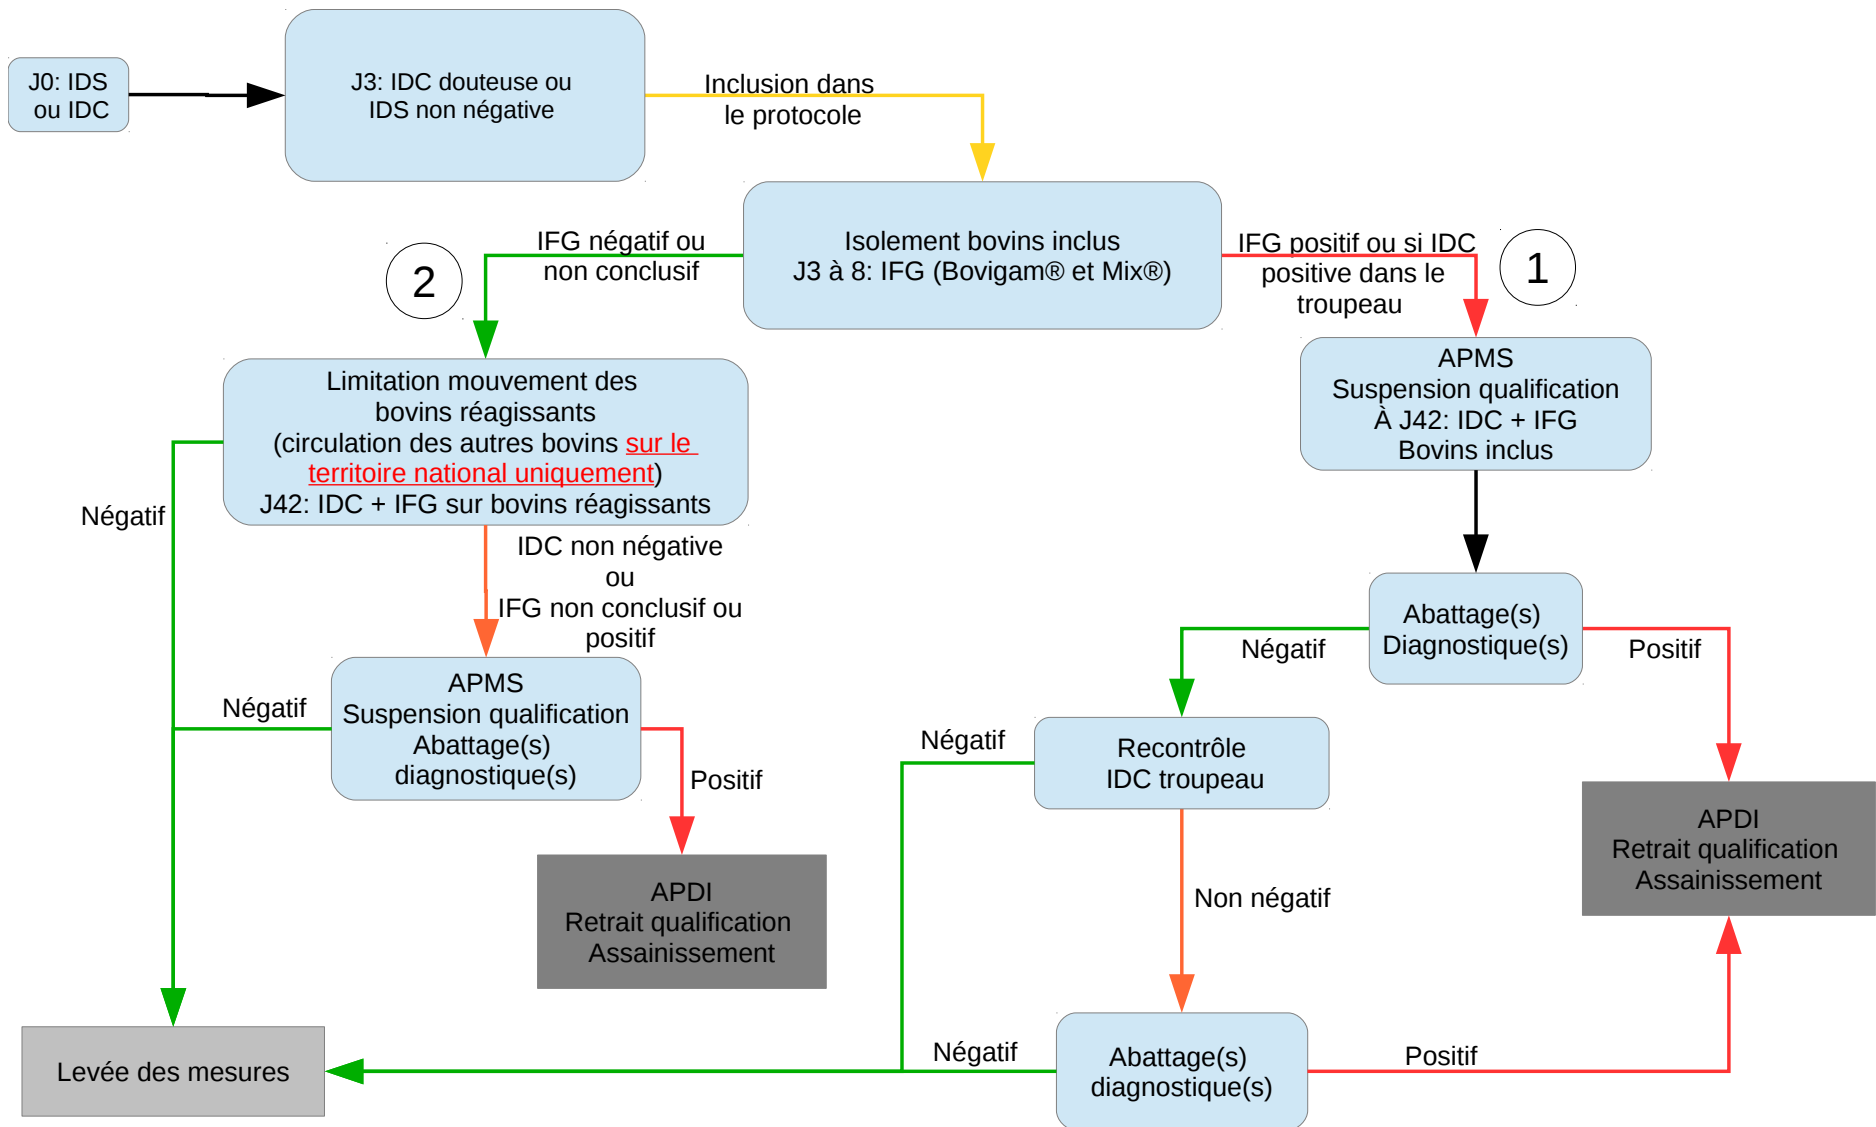 J0: IDS
ou IDC
J3: IDC douteuse ou
IDS non négative
Inclusion dans
le protocole
Isolement bovins inclus
J3 à 8: IFG (Bovigam® et Mix®)
IFG négatif ou
non conclusif
2
IFG positif ou si IDC
positive dans le
troupeau
1
Limitation mouvement des
bovins réagissants
(circulation des autres bovins sur le
territoire national uniquement)
J42: IDC + IFG sur bovins réagissants
APMS
Suspension qualification
À J42: IDC + IFG
Bovins inclus
Négatif
IDC non négative
ou
IFG non conclusif ou
positif
Abattage(s)
Diagnostique(s)
Négatif
Positif
APMS
Suspension qualification
Abattage(s)
diagnostique(s)
Négatif
Positif
Recontrôle
IDC troupeau
Négatif
Non négatif
APDI
Retrait qualification
Assainissement
APDI
Retrait qualification
Assainissement
Levée des mesures
Négatif
Abattage(s)
diagnostique(s)
Positif